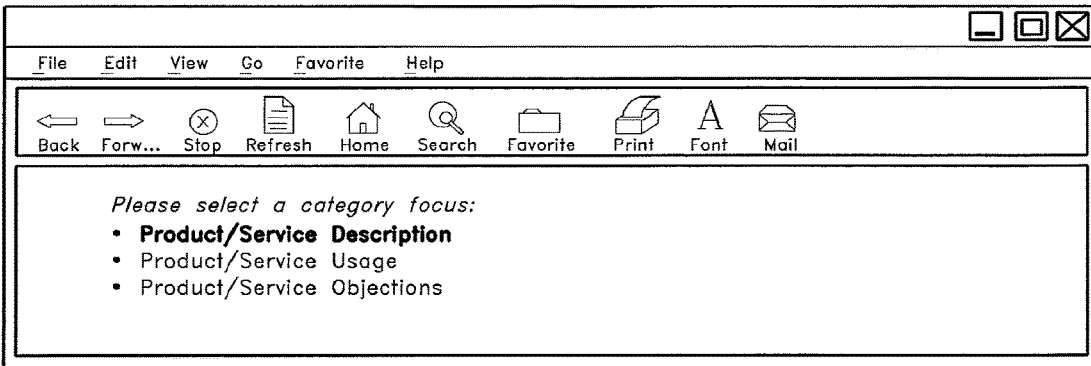 File Edit View Go Favorite Help
Back Forw... Stop Refresh Home Search Favorite Print Font Mail
Please select a category focus:
• Product/Service Description
• Product/Service Usage
• Product/Service Objections